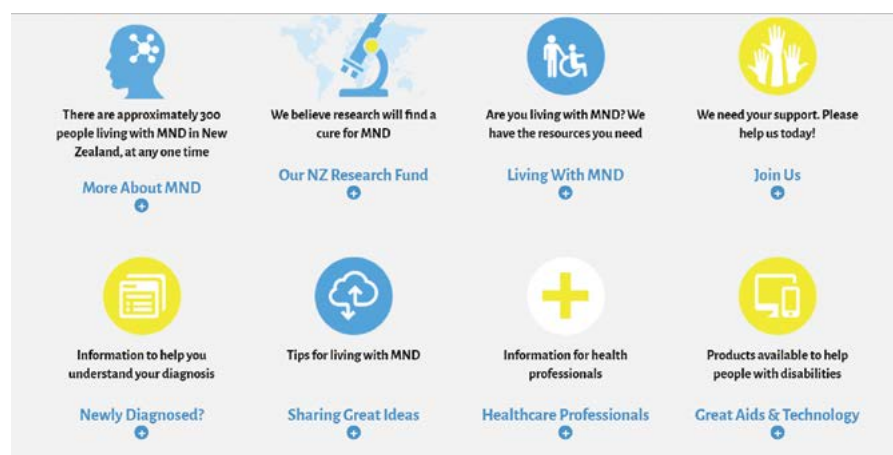 There are approximately 300
people living with MND in New
Zealand, at any one time
More About MND
We believe research will find a
cure for MND
Our NZ Research Fund
Are you living with MND? We
have the resources you need
Living With MND
We need your support. Please
help us today!
Join Us
Information to help you
understand your diagnosis
Newly Diagnosed?
Tips for living with MND
Sharing Great Ideas
Information for health
professionals
Healthcare Professionals
Products available to help
people with disabilities
Great Aids & Technology